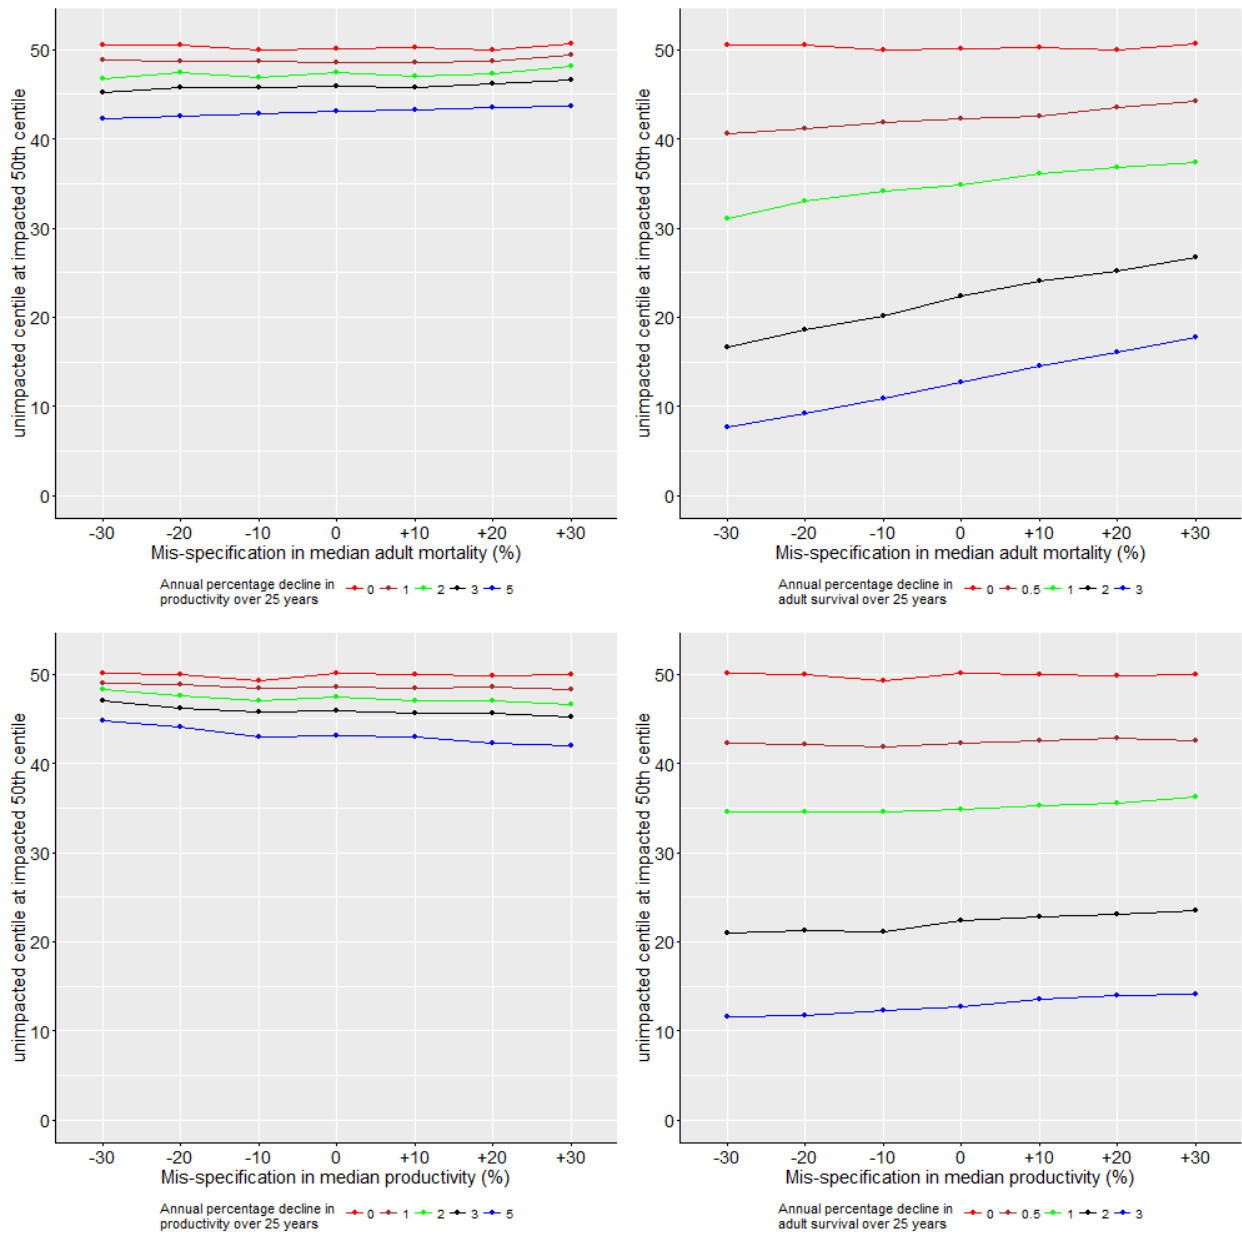 unimpacted centile at impacted 50th centile
50
40
30
20
10
0
-30 -20 -10 0 +10 +20 +30
Mis-specification in median adult mortality (%)
Annual percentage decline in
productivity over 25 years
0 1 2 3 5
unimpacted centile at impacted 50th centile
50
40
30
20
10
0
-30 -20 -10 0 +10 +20 +30
Mis-specification in median adult mortality (%)
Annual percentage decline in
adult survival over 25 years
0 0.5 1 2 3
unimpacted centile at impacted 50th centile
50
40
30
20
10
0
-30 -20 -10 0 +10 +20 +30
Mis-specification in median productivity (%)
Annual percentage decline in
productivity over 25 years
0 1 2 3 5
unimpacted centile at impacted 50th centile
50
40
30
20
10
0
-30 -20 -10 0 +10 +20 +30
Mis-specification in median productivity (%)
Annual percentage decline in
adult survival over 25 years
0 0.5 1 2 3